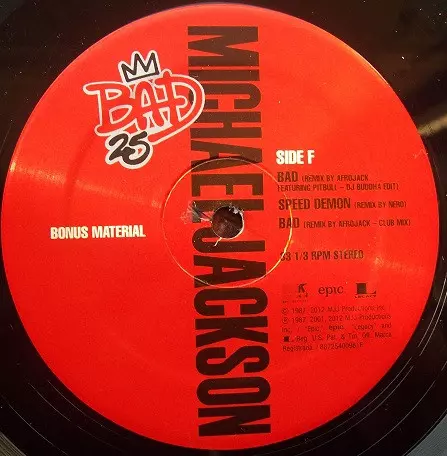 BAD
25
MICHAEL JACKSON
SIDE F
BAD (REMIX BY AFROJACK
FEATURING PITBULL – DJ BUDDHA EDIT)
SPEED DEMON (REMIX BY NERO)
BAD (REMIX BY AFROJACK – CLUB MIX)
BONUS MATERIAL
33 1/3 RPM STEREO
epic
LEGACY